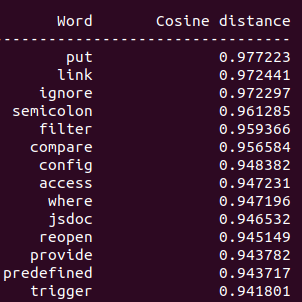 Word Cosine distance
--------------------------------
put 0.977223
link 0.972441
ignore 0.972297
semicolon 0.961285
filter 0.959366
compare 0.956584
config 0.948382
access 0.947231
where 0.947196
jsdoc 0.946532
reopen 0.945149
provide 0.943782
predefined 0.943717
trigger 0.941801